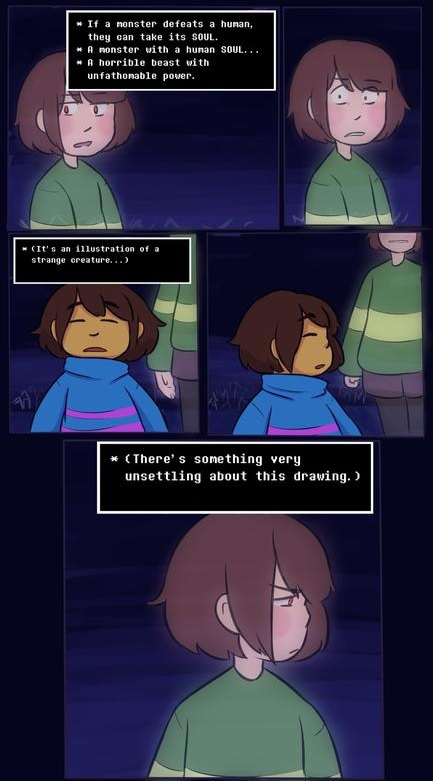 * If a monster defeats a human,
they can take its SOUL.
* A monster with a human SOUL...
* A horrible beast with
unfathomable power.
* (It's an illustration of a
strange creature...)
* (There's something very
unsettling about this drawing.)